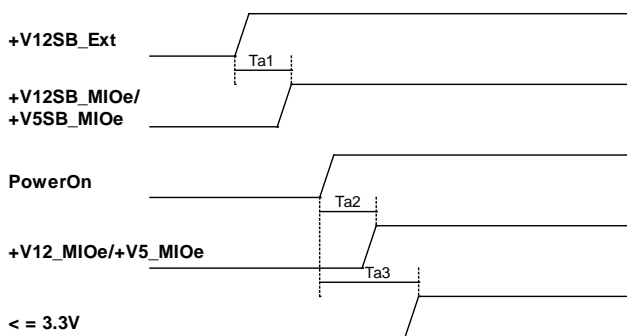 +V12SB_Ext
Ta1
+V12SB_MIOe/
+V5SB_MIOe
PowerOn
Ta2
+V12_MIOe/+V5_MIOe
Ta3
< = 3.3V